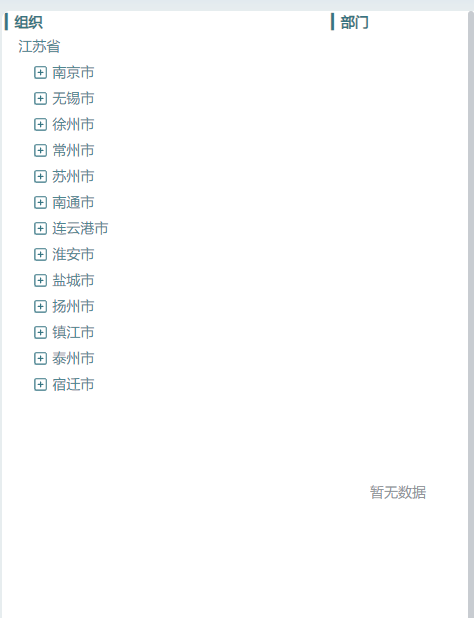 组织
部门
江苏省
南京市
无锡市
徐州市
常州市
苏州市
南通市
连云港市
淮安市
盐城市
扬州市
镇江市
泰州市
宿迁市
暂无数据